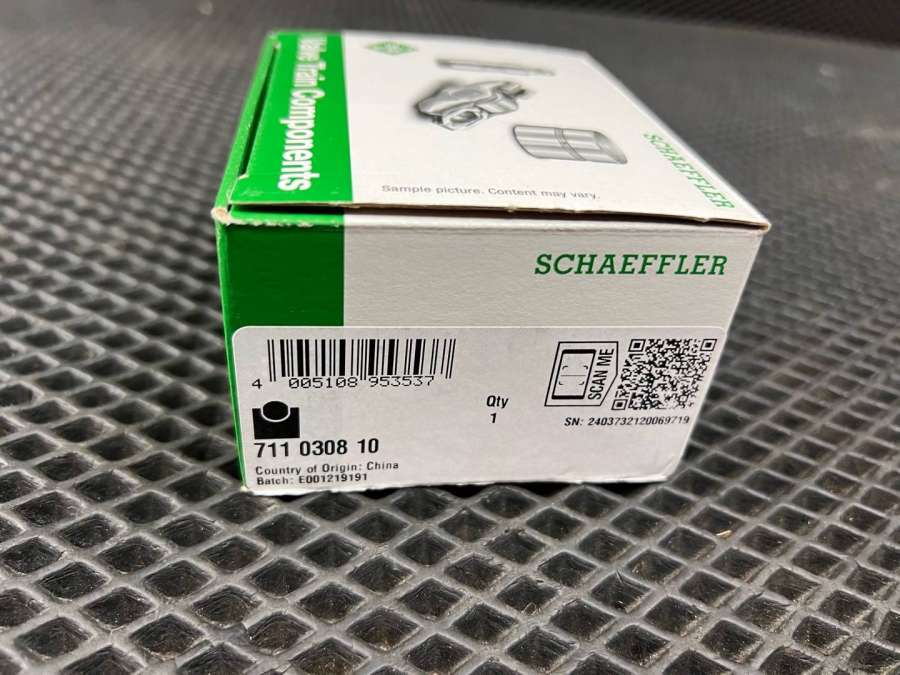 Valve Train Components
INA
Sample picture. Content may vary.
SCHAEFFLER
SCHAEFFLER
4 005108 953537
Qty
1
SCAN ME
SN: 2403732120069719
711 0308 10
Country of Origin: China
Batch: E001219191